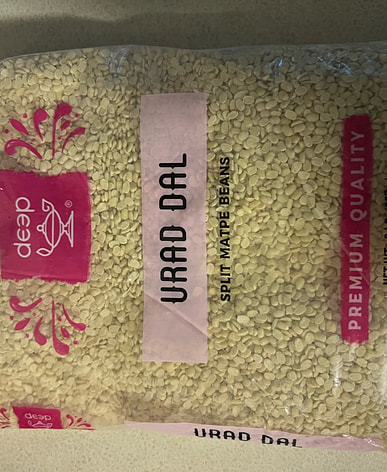 deep
®
URAD DAL
SPLIT MATPE BEANS
PREMIUM QUALITY
deep
URAD DAL